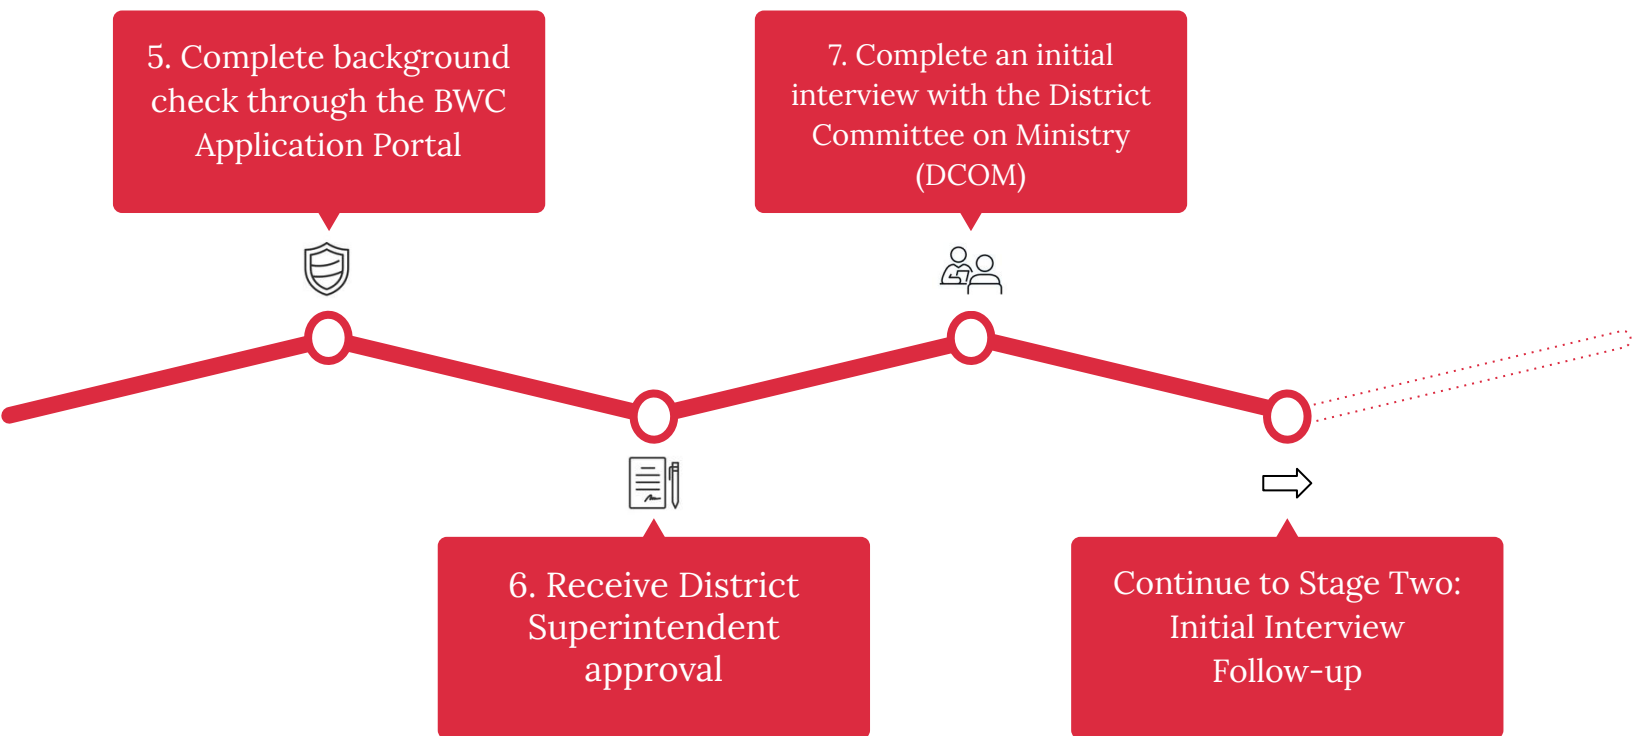 5. Complete background
check through the BWC
Application Portal
6. Receive District
Superintendent
approval
7. Complete an initial
interview with the District
Committee on Ministry
(DCOM)
Continue to Stage Two:
Initial Interview
Follow-up